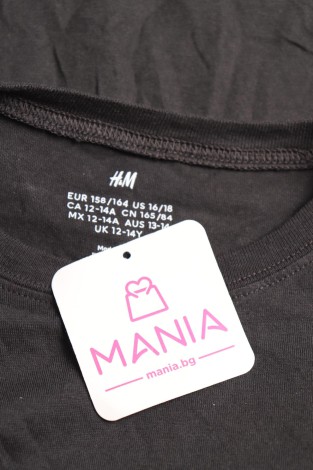 H&M
EUR 158/164 US 16/18
CA 12-14A CN 165/84
MX 12-14A AUS 13-14
UK 12-14Y
MANIA
mania.bg